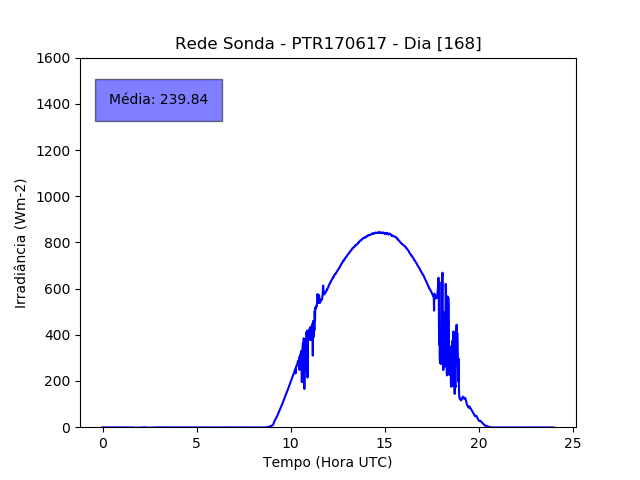 Rede Sonda - PTR170617 - Dia [168]
1600
1400
1200
1000
800
600
400
200
0
Irradiância (Wm-2)
Média: 239.84
0 5 10 15 20 25
Tempo (Hora UTC)